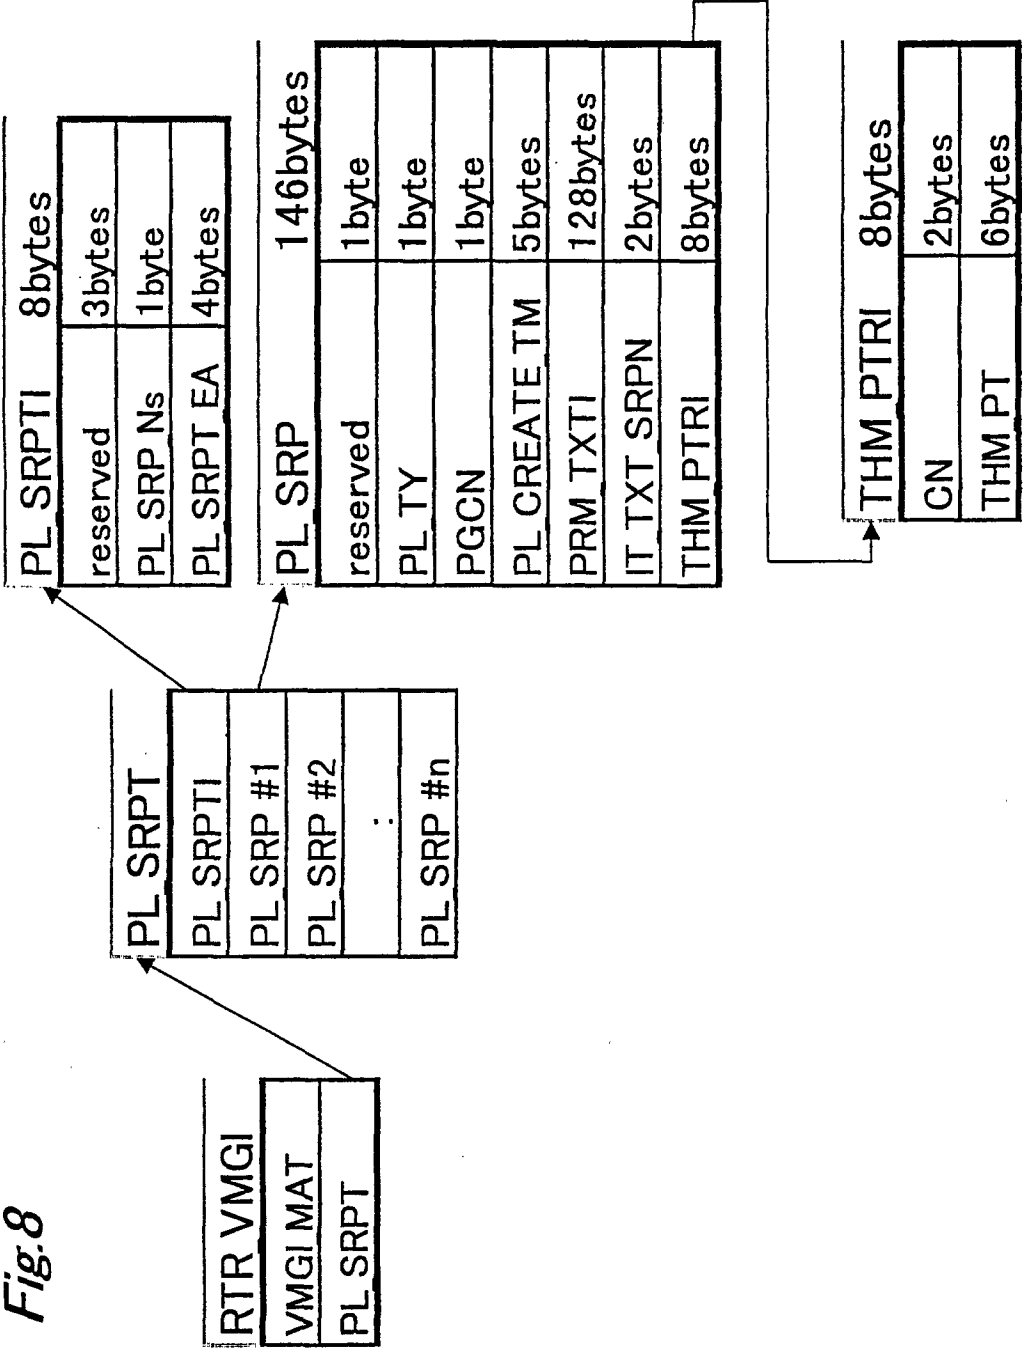 Fig.8
RTR VMGI
VMGI MAT
PL SRPT
PL SRPT
PL SRPTI
PL SRP #1
PL SRP #2
:
PL SRP #n
PL SRPTI 8bytes
reserved 3bytes
PL SRP Ns 1byte
PL SRPT EA 4bytes
PL SRP 146bytes
reserved 1byte
PL TY 1byte
PGCN 1byte
PL CREATE TM 5bytes
PRM TXTI 128bytes
IT TXT SRPN 2bytes
THM PTRI 8bytes
THM PTRI 8bytes
CN 2bytes
THM PT 6bytes